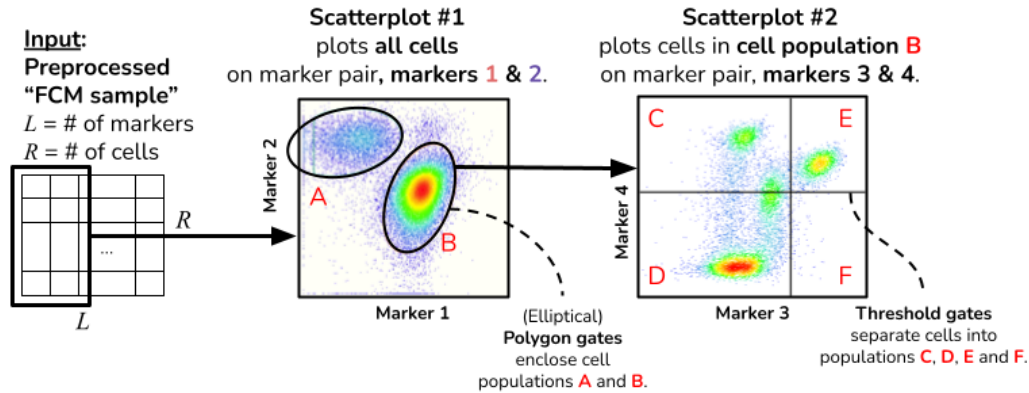 Input:
Preprocessed
“FCM sample”
L = # of markers
R = # of cells
...
R
L
Scatterplot #1
plots all cells
on marker pair, markers 1 & 2.
Marker 2
A
B
Marker 1
(Elliptical)
Polygon gates
enclose cell
populations A and B.
Scatterplot #2
plots cells in cell population B
on marker pair, markers 3 & 4.
Marker 4
C
E
D
F
Marker 3
Threshold gates
separate cells into
populations C, D, E and F.